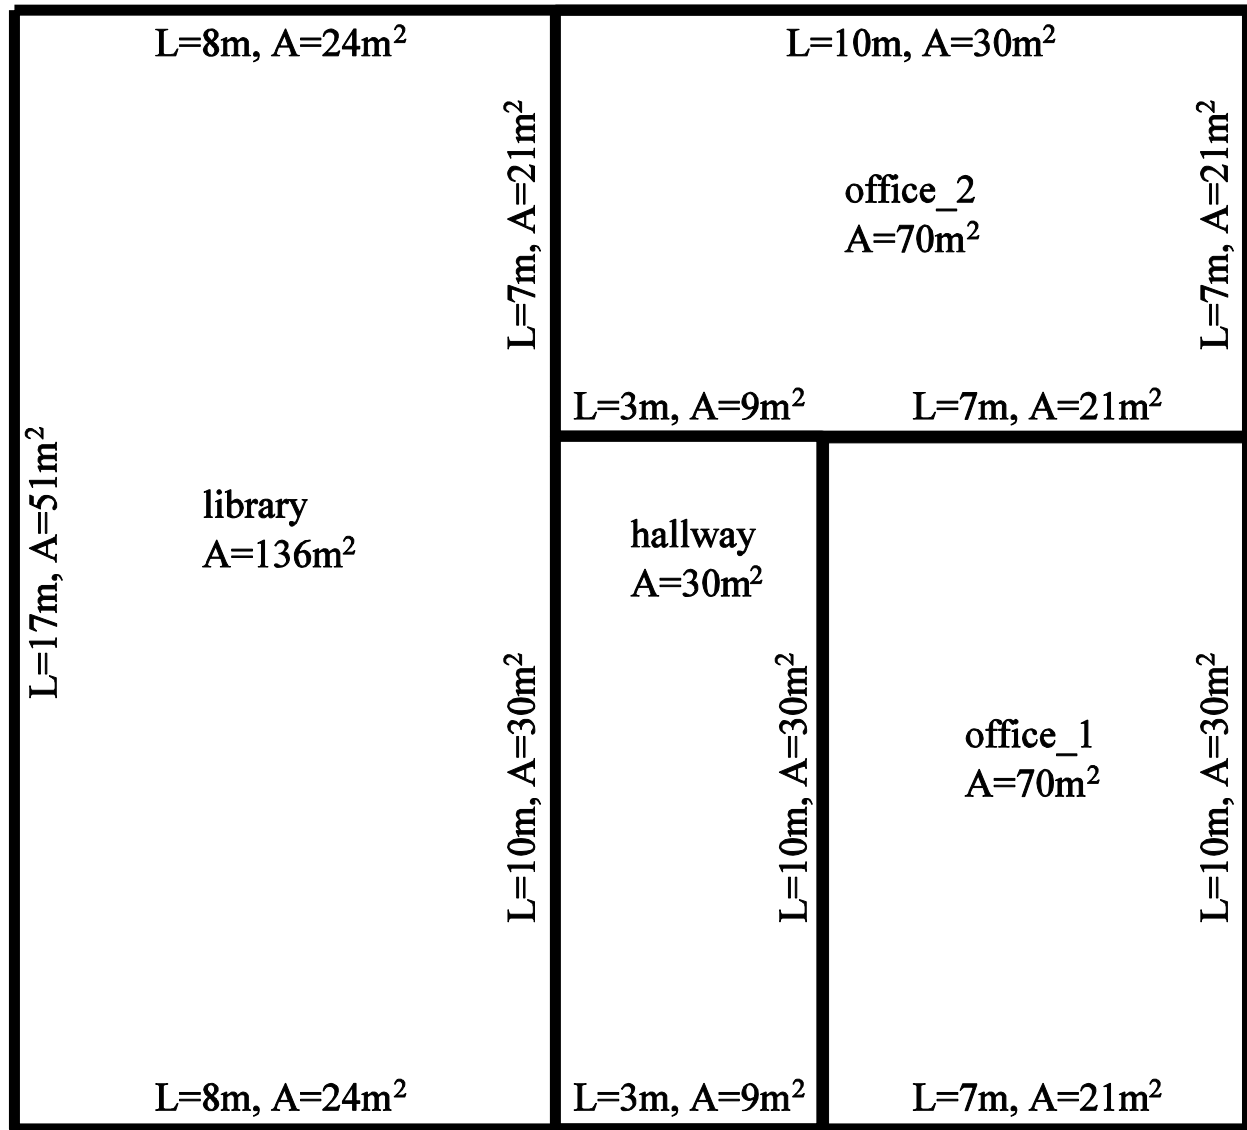 L=8m, A=24m²
L=10m, A=30m²
L=7m, A=21m²
office_2
A=70m²
L=7m, A=21m²
L=3m, A=9m²
L=7m, A=21m²
L=17m, A=51m²
library
A=136m²
hallway
A=30m²
L=10m, A=30m²
L=10m, A=30m²
office_1
A=70m²
L=10m, A=30m²
L=8m, A=24m²
L=3m, A=9m²
L=7m, A=21m²